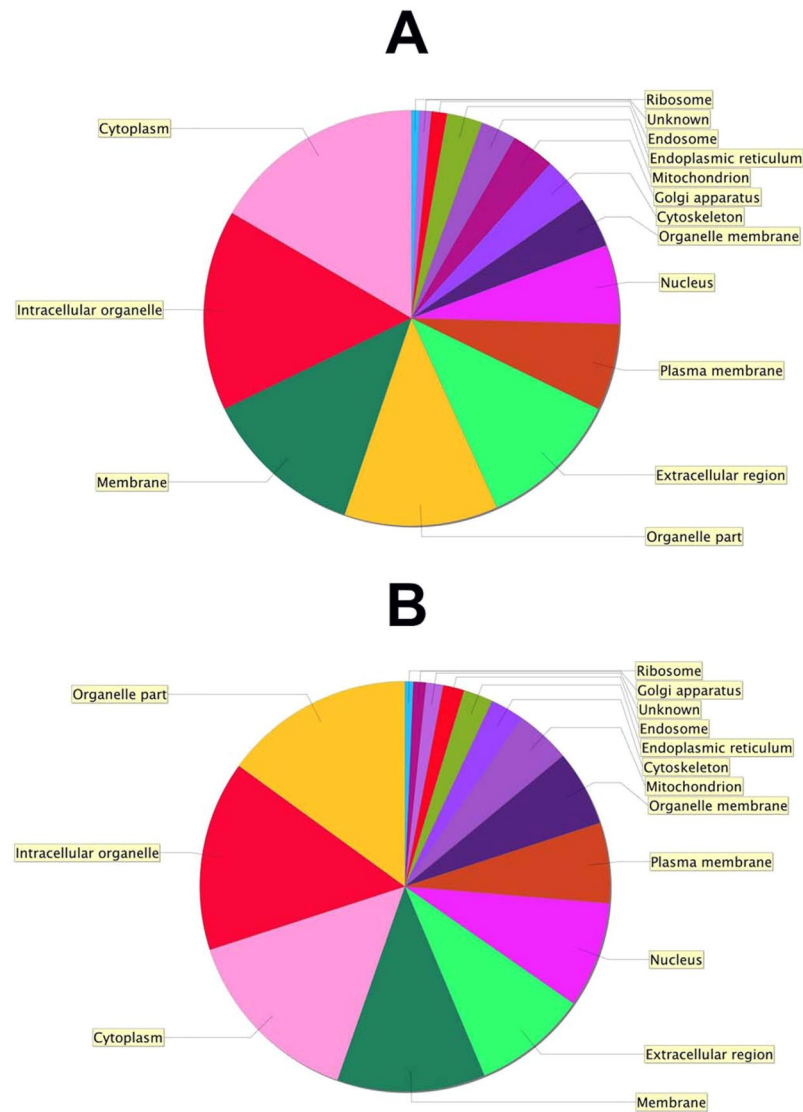 A
Cytoplasm
Ribosome
Unknown
Endosome
Endoplasmic reticulum
Mitochondrion
Golgi apparatus
Cytoskeleton
Organelle membrane
Nucleus
Intracellular organelle
Plasma membrane
Extracellular region
Membrane
Organelle part
B
Ribosome
Golgi apparatus
Organelle part
Unknown
Endosome
Endoplasmic reticulum
Cytoskeleton
Mitochondrion
Organelle membrane
Intracellular organelle
Plasma membrane
Nucleus
Cytoplasm
Extracellular region
Membrane